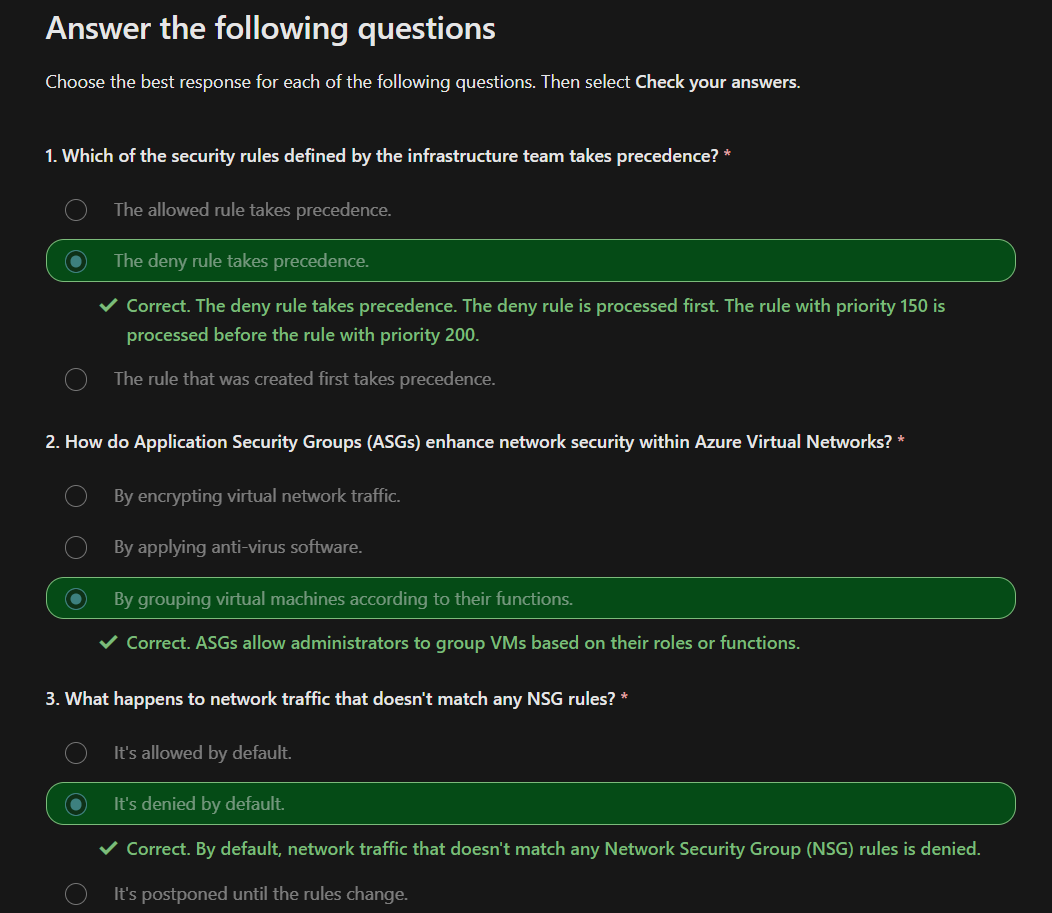 Answer the following questions
Choose the best response for each of the following questions. Then select Check your answers.
1. Which of the security rules defined by the infrastructure team takes precedence? *
The allowed rule takes precedence.
The deny rule takes precedence.
Correct. The deny rule takes precedence. The deny rule is processed first. The rule with priority 150 is
processed before the rule with priority 200.
The rule that was created first takes precedence.
2. How do Application Security Groups (ASGs) enhance network security within Azure Virtual Networks? *
By encrypting virtual network traffic.
By applying anti-virus software.
By grouping virtual machines according to their functions.
Correct. ASGs allow administrators to group VMs based on their roles or functions.
3. What happens to network traffic that doesn't match any NSG rules? *
It's allowed by default.
It's denied by default.
Correct. By default, network traffic that doesn't match any Network Security Group (NSG) rules is denied.
It's postponed until the rules change.